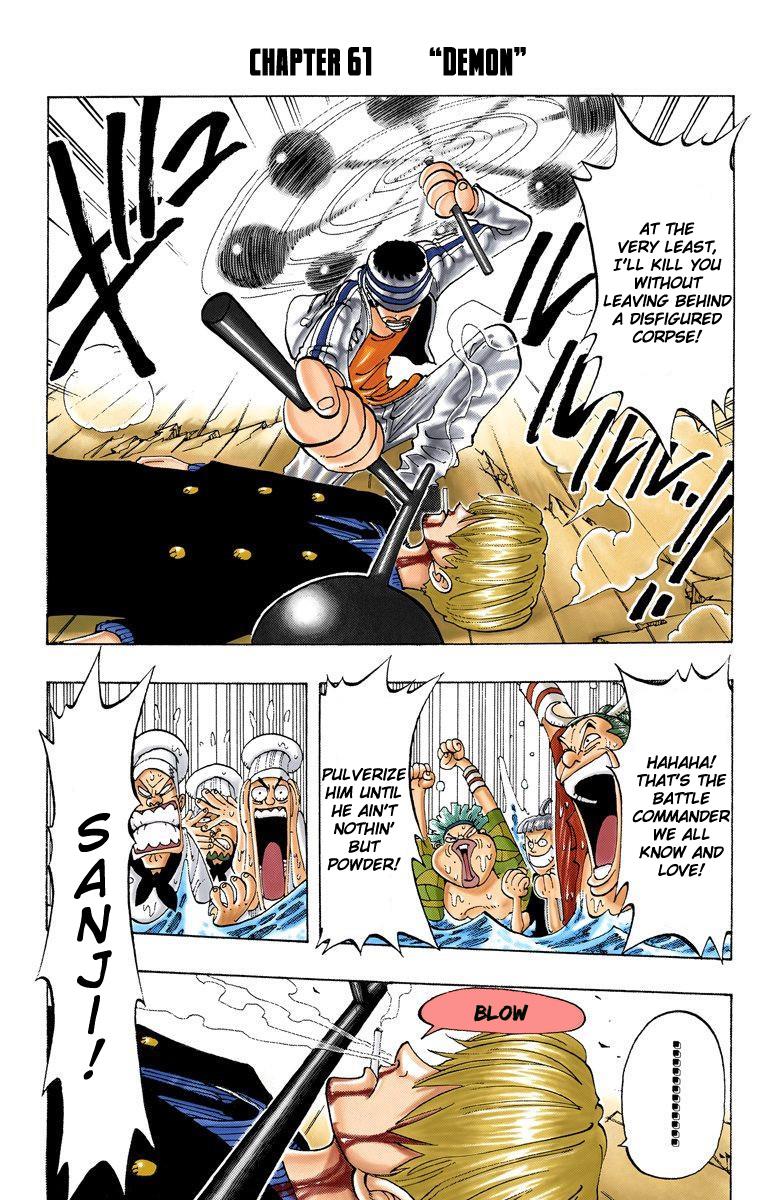 CHAPTER 61 "DEMON"
AT THE
VERY LEAST,
I'LL KILL YOU
WITHOUT
LEAVING BEHIND
A DISFIGURED
CORPSE!
HAHAHA!
THAT'S THE
BATTLE
COMMANDER
WE ALL
KNOW AND
LOVE!
PULVERIZE
HIM UNTIL
HE AIN'T
NOTHIN'
BUT
POWDER!
SANJI!
BLOW